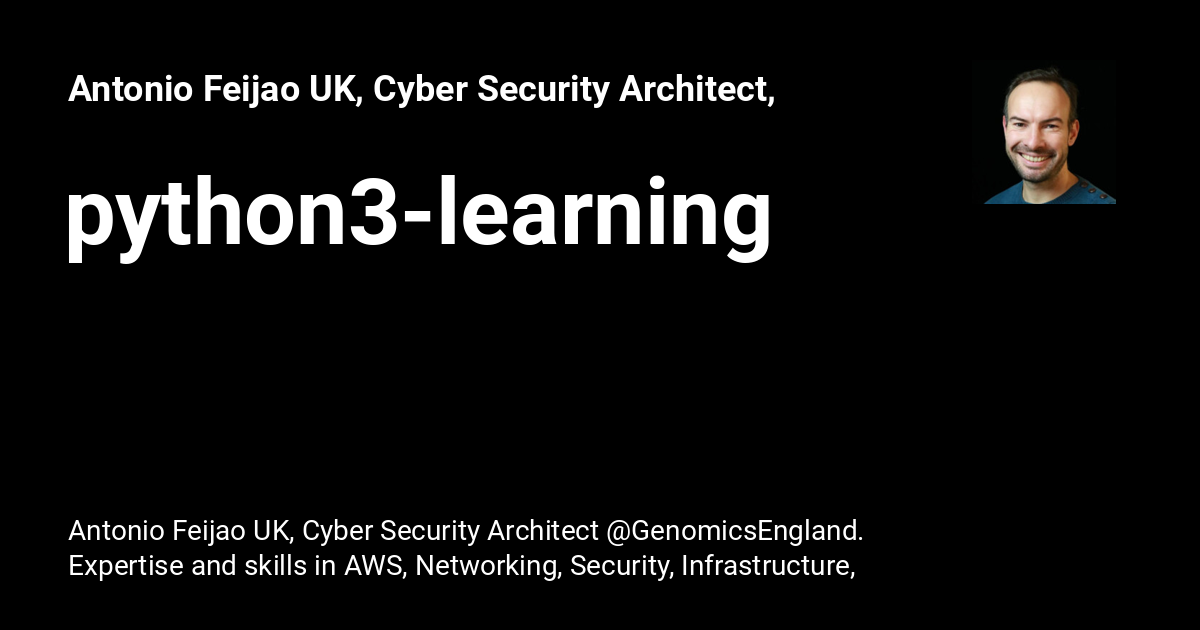 Antonio Feijao UK, Cyber Security Architect,
python3-learning
Antonio Feijao UK, Cyber Security Architect @GenomicsEngland.
Expertise and skills in AWS, Networking, Security, Infrastructure,